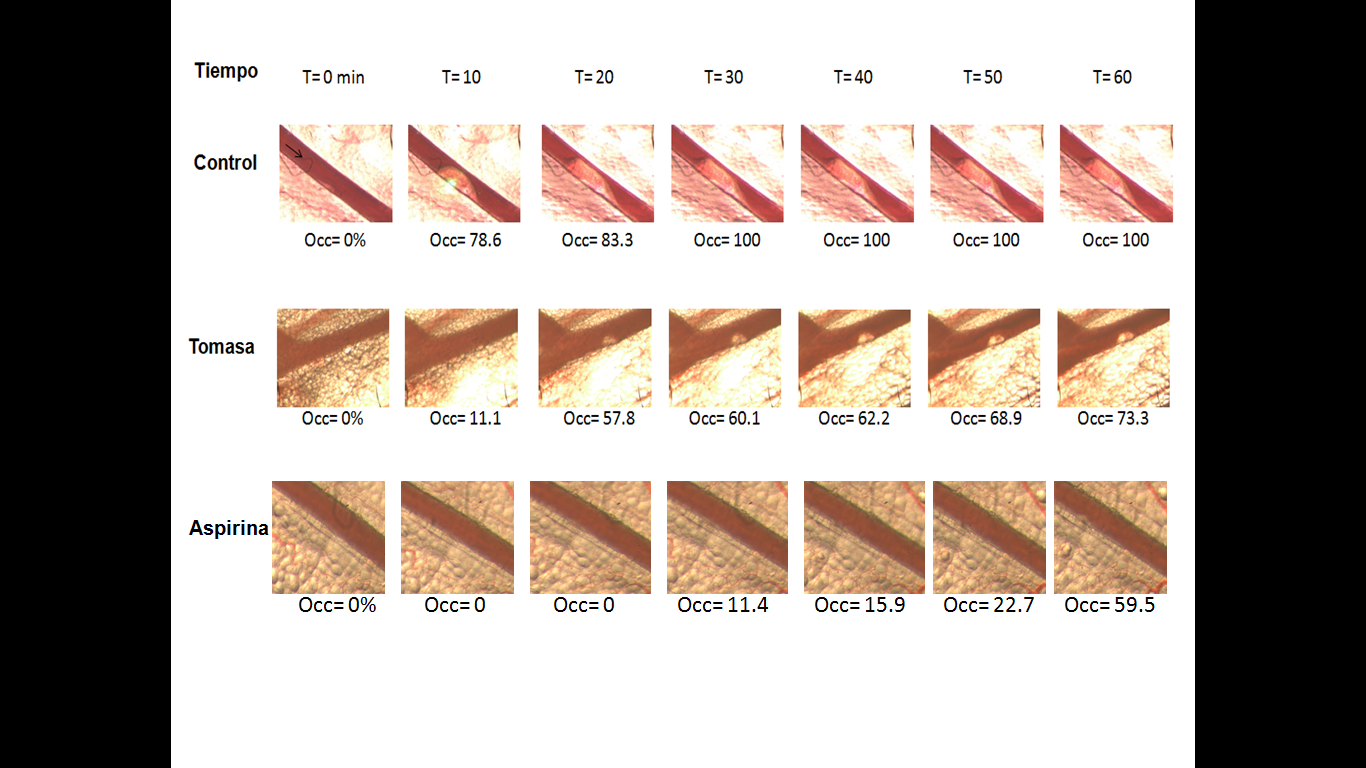 Tiempo T= 0 min T= 10 T= 20 T= 30 T= 40 T= 50 T= 60
Control
Occ= 0% Occ= 78.6 Occ= 83.3 Occ= 100 Occ= 100 Occ= 100 Occ= 100
Tomasa
Occ= 0% Occ= 11.1 Occ= 57.8 Occ= 60.1 Occ= 62.2 Occ= 68.9 Occ= 73.3
Aspirina
Occ= 0% Occ= 0 Occ= 0 Occ= 11.4 Occ= 15.9 Occ= 22.7 Occ= 59.5